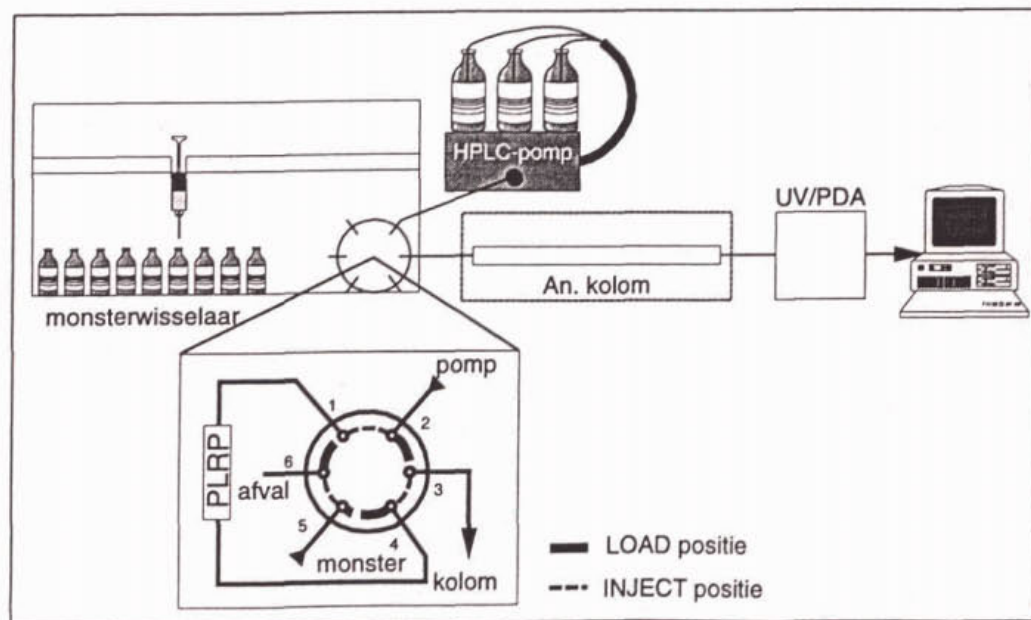 HPLC-pomp
UV/PDA
An. kolom
monsterwisselaar
pomp
1
2
PLRP
6
afval
3
5
4
monster
kolom
LOAD positie
INJECT positie